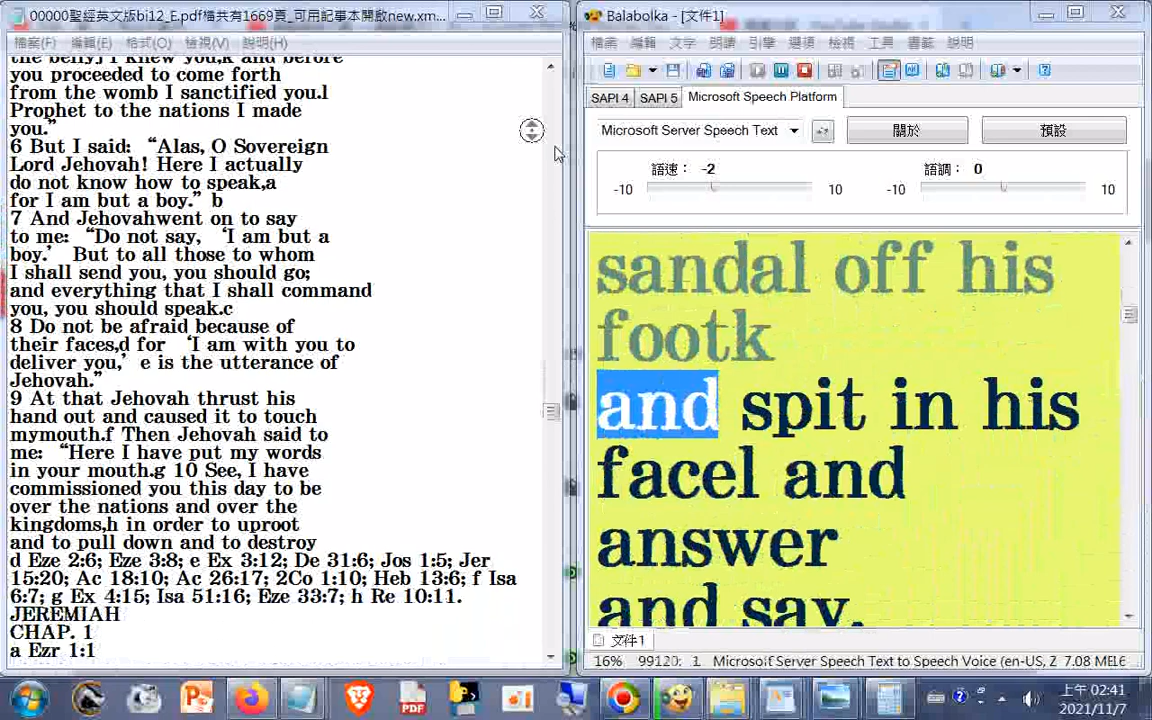 00000聖經英文版bi12_E.pdf檔共有1669頁_可用記事本開啟new.xm...
檔案(F) 編輯(E) 格式(O) 檢視(V) 說明(H)
the belly,j I knew you,k and before
you proceeded to come forth
from the womb I sanctified you.l
Prophet to the nations I made
you.”
6 But I said: “Alas, O Sovereign
Lord Jehovah! Here I actually
do not know how to speak,a
for I am but a boy.” b
7 And Jehovahwent on to say
to me: “Do not say, ‘I am but a
boy.’ But to all those to whom
I shall send you, you should go;
and everything that I shall command
you, you should speak.c
8 Do not be afraid because of
their faces,d for ‘I am with you to
deliver you,’ e is the utterance of
Jehovah.”
9 At that Jehovah thrust his
hand out and caused it to touch
mymouth.f Then Jehovah said to
me: “Here I have put my words
in your mouth.g 10 See, I have
commissioned you this day to be
over the nations and over the
kingdoms,h in order to uproot
and to pull down and to destroy
d Eze 2:6; Eze 3:8; e Ex 3:12; De 31:6; Jos 1:5; Jer
15:20; Ac 18:10; Ac 26:17; 2Co 1:10; Heb 13:6; f Isa
6:7; g Ex 4:15; Isa 51:16; Eze 33:7; h Re 10:11.
JEREMIAH
CHAP. 1
a Ezr 1:1
Balabolka - [文件1]
檔案 編輯 文字 朗讀 引擎 選項 檢視 工具 書籤 說明
SAPI 4 SAPI 5 Microsoft Speech Platform
Microsoft Server Speech Text 關於 預設
語速： -2 語調： 0
-10 10 -10 10
sandal off his
footk
and spit in his
facel and
answer
and say,
文件1
16% 99120: 1 Microsoft Server Speech Text to Speech Voice (en-US, Z 7.08 МБ
上午 02:41
2021/11/7